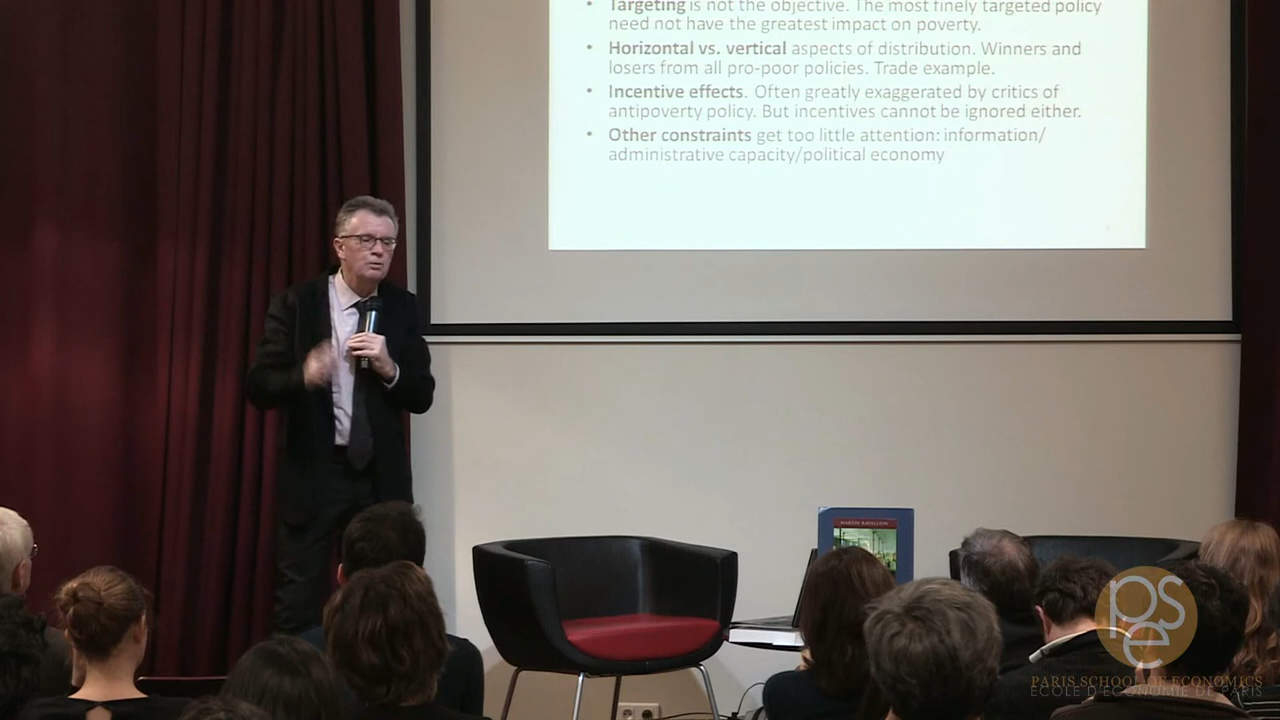 • Targeting is not the objective. The most finely targeted policy
need not have the greatest impact on poverty.
• Horizontal vs. vertical aspects of distribution. Winners and
losers from all pro-poor policies. Trade example.
• Incentive effects. Often greatly exaggerated by critics of
antipoverty policy. But incentives cannot be ignored either.
• Other constraints get too little attention: information/
administrative capacity/political economy
MARTIN RAVALLION
pse
PARIS SCHOOL OF ECONOMICS
ECOLE D'ECONOMIE DE PARIS